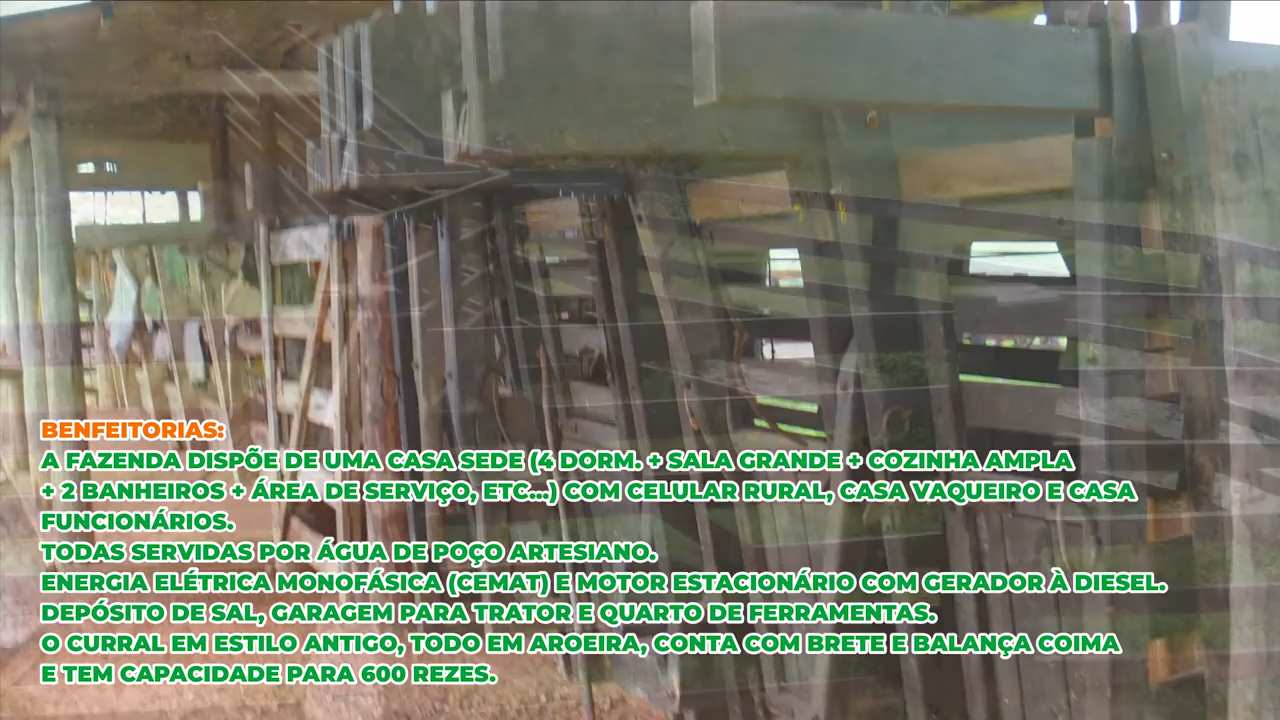 BENFEITORIAS:
A FAZENDA DISPÕE DE UMA CASA SEDE (4 DORM. + SALA GRANDE + COZINHA AMPLA
+ 2 BANHEIROS + ÁREA DE SERVIÇO, ETC...) COM CELULAR RURAL, CASA VAQUEIRO E CASA
FUNCIONÁRIOS.
TODAS SERVIDAS POR ÁGUA DE POÇO ARTESIANO.
ENERGIA ELÉTRICA MONOFÁSICA (CEMAT) E MOTOR ESTACIONÁRIO COM GERADOR À DIESEL.
DEPÓSITO DE SAL, GARAGEM PARA TRATOR E QUARTO DE FERRAMENTAS.
O CURRAL EM ESTILO ANTIGO, TODO EM AROEIRA, CONTA COM BRETE E BALANÇA COIMA
E TEM CAPACIDADE PARA 600 REZES.